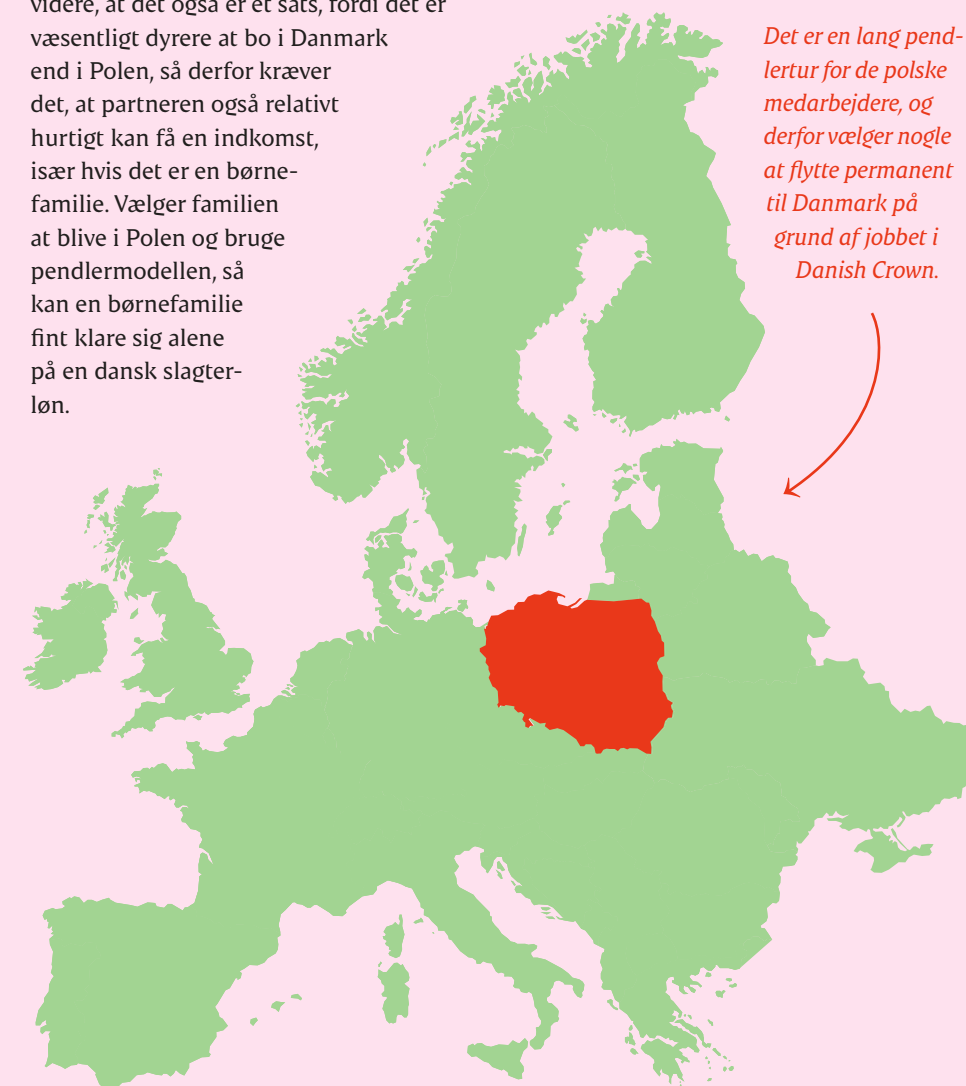 videre, at det også er et sats, fordi det er
væsentligt dyrere at bo i Danmark
end i Polen, så derfor kræver
det, at partneren også relativt
hurtigt kan få en indkomst,
især hvis det er en børne-
familie. Vælger familien
at blive i Polen og bruge
pendlermodellen, så
kan en børnefamilie
fint klare sig alene
på en dansk slagter-
løn.
Det er en lang pend-
lertur for de polske
medarbejdere, og
derfor vælger nogle
at flytte permanent
til Danmark på
grund af jobbet i
Danish Crown.